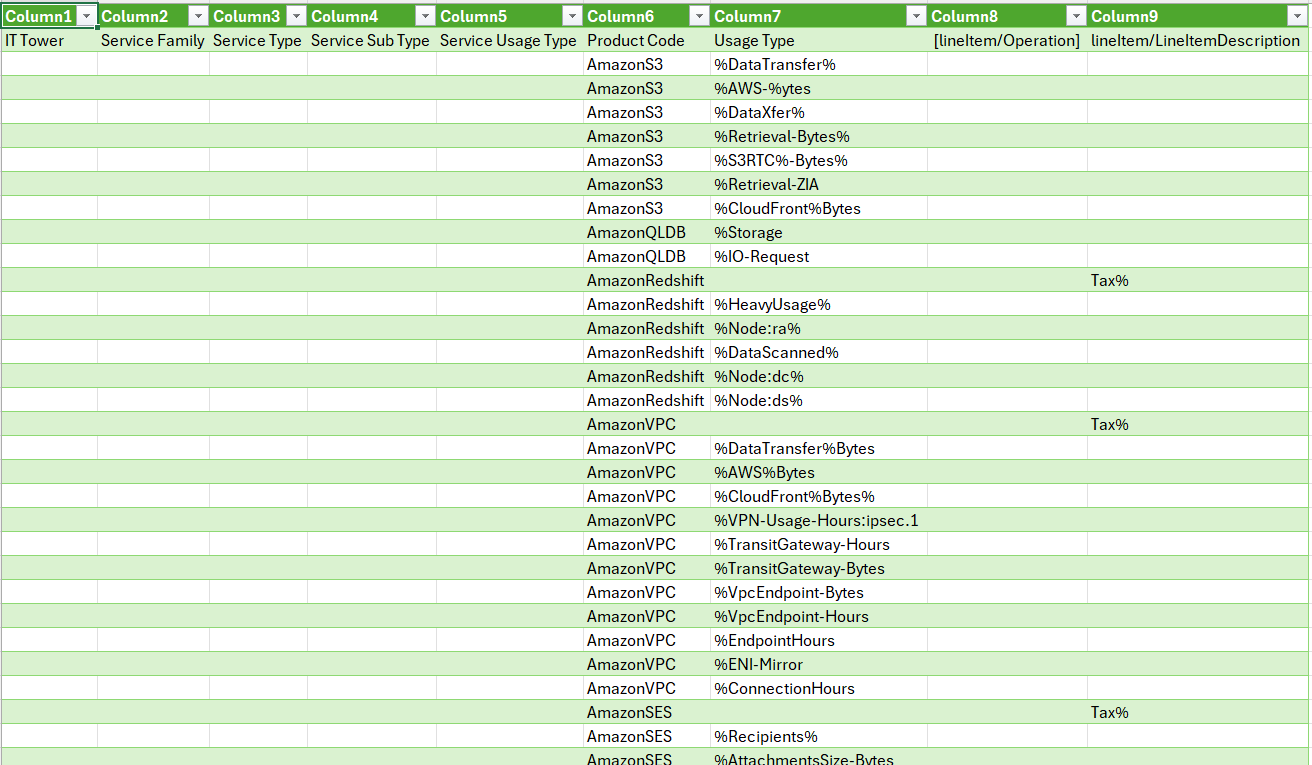 Column1 Column2 Column3 Column4 Column5 Column6 Column7 Column8 Column9
IT Tower Service Family Service Type Service Sub Type Service Usage Type Product Code Usage Type [lineItem/Operation] lineItem/LineItemDescription
AmazonS3 %DataTransfer%
AmazonS3 %AWS-%ytes
AmazonS3 %DataXfer%
AmazonS3 %Retrieval-Bytes%
AmazonS3 %S3RTC%-Bytes%
AmazonS3 %Retrieval-ZIA
AmazonS3 %CloudFront%Bytes
AmazonQLDB %Storage
AmazonQLDB %IO-Request
AmazonRedshift Tax%
AmazonRedshift %HeavyUsage%
AmazonRedshift %Node:ra%
AmazonRedshift %DataScanned%
AmazonRedshift %Node:dc%
AmazonRedshift %Node:ds%
AmazonVPC Tax%
AmazonVPC %DataTransfer%Bytes
AmazonVPC %AWS%Bytes
AmazonVPC %CloudFront%Bytes%
AmazonVPC %VPN-Usage-Hours:ipsec.1
AmazonVPC %TransitGateway-Hours
AmazonVPC %TransitGateway-Bytes
AmazonVPC %VpcEndpoint-Bytes
AmazonVPC %VpcEndpoint-Hours
AmazonVPC %EndpointHours
AmazonVPC %ENI-Mirror
AmazonVPC %ConnectionHours
AmazonSES Tax%
AmazonSES %Recipients%
AmazonSES %AttachmentsSize-Bytes